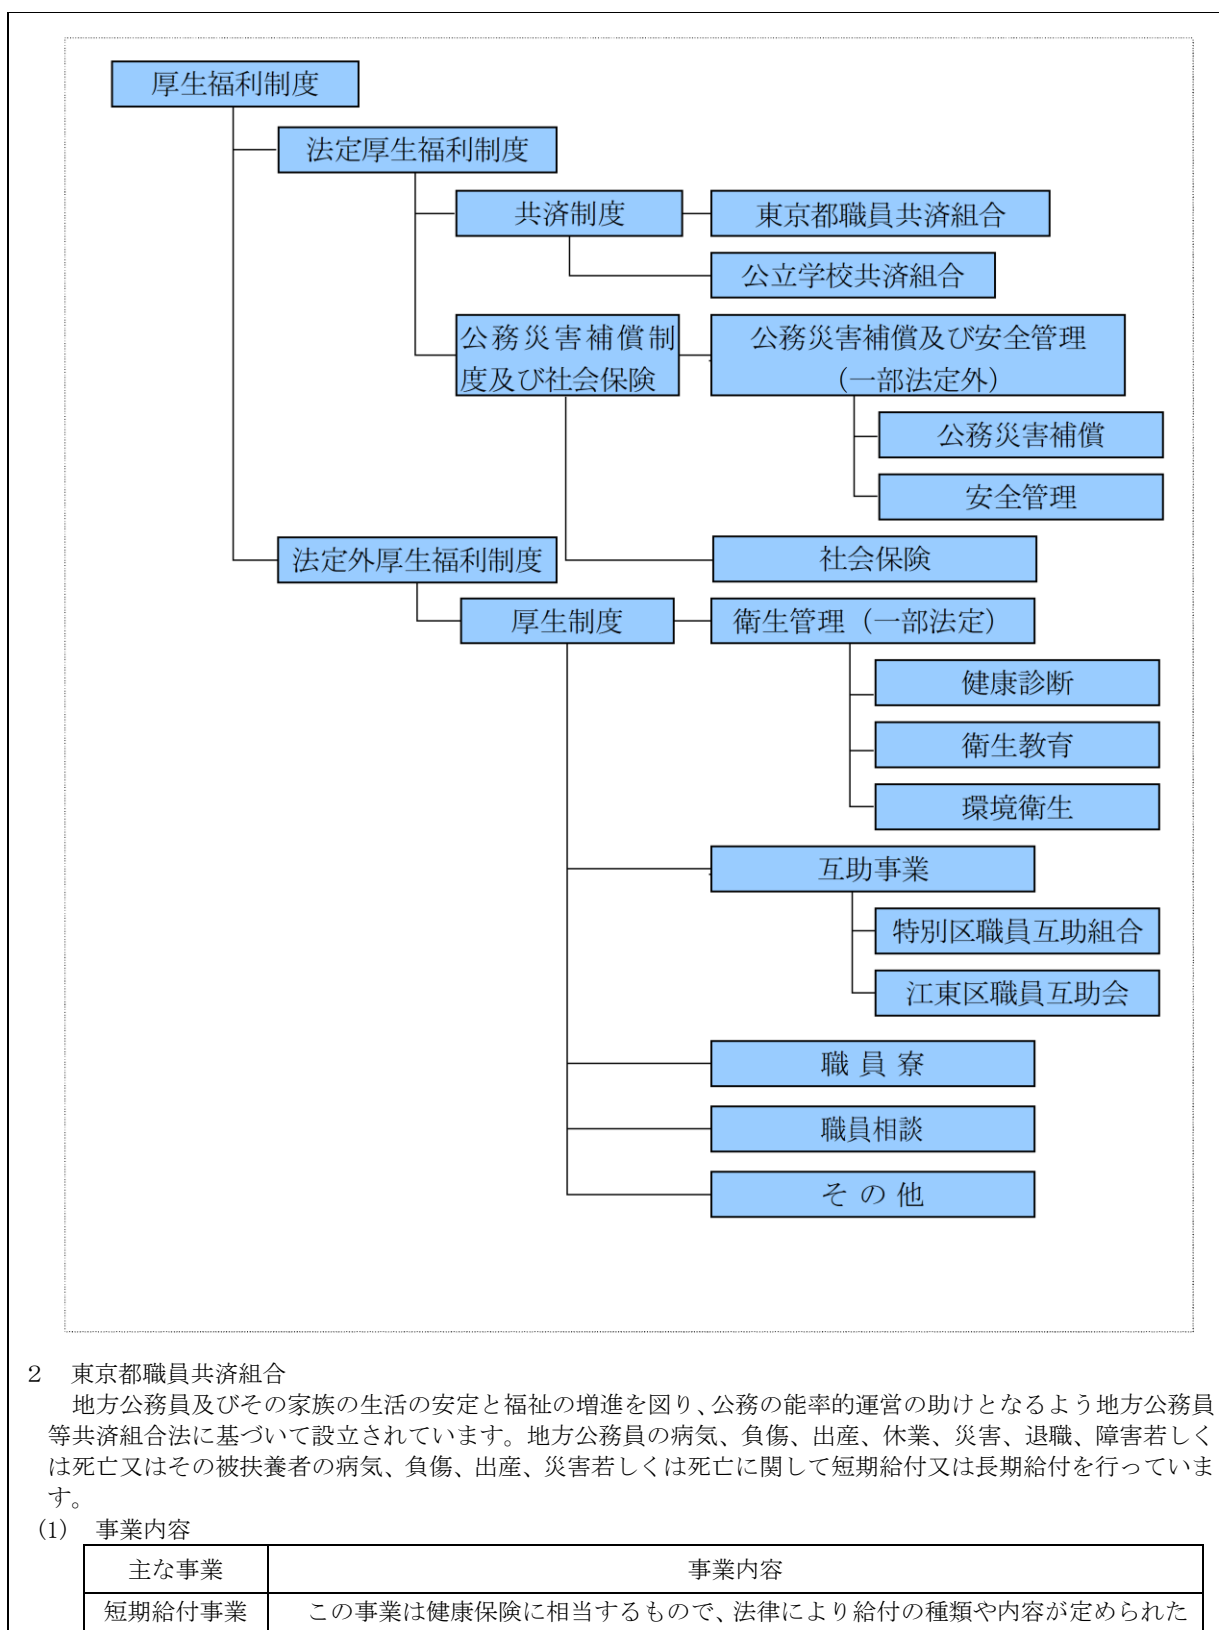 厚生福利制度
法定厚生福利制度
共済制度
東京都職員共済組合
公立学校共済組合
公務災害補償制
度及び社会保険
公務災害補償及び安全管理
（一部法定外）
公務災害補償
安全管理
社会保険
法定外厚生福利制度
厚生制度
衛生管理（一部法定）
健康診断
衛生教育
環境衛生
互助事業
特別区職員互助組合
江東区職員互助会
職 員 寮
職員相談
そ の 他
２　東京都職員共済組合
地方公務員及びその家族の生活の安定と福祉の増進を図り、公務の能率的運営の助けとなるよう地方公務員
等共済組合法に基づいて設立されています。地方公務員の病気、負傷、出産、休業、災害、退職、障害若しく
は死亡又はその被扶養者の病気、負傷、出産、災害若しくは死亡に関して短期給付又は長期給付を行っていま
す。
(1)　事業内容
主な事業　事業内容
短期給付事業　この事業は健康保険に相当するもので、法律により給付の種類や内容が定められた